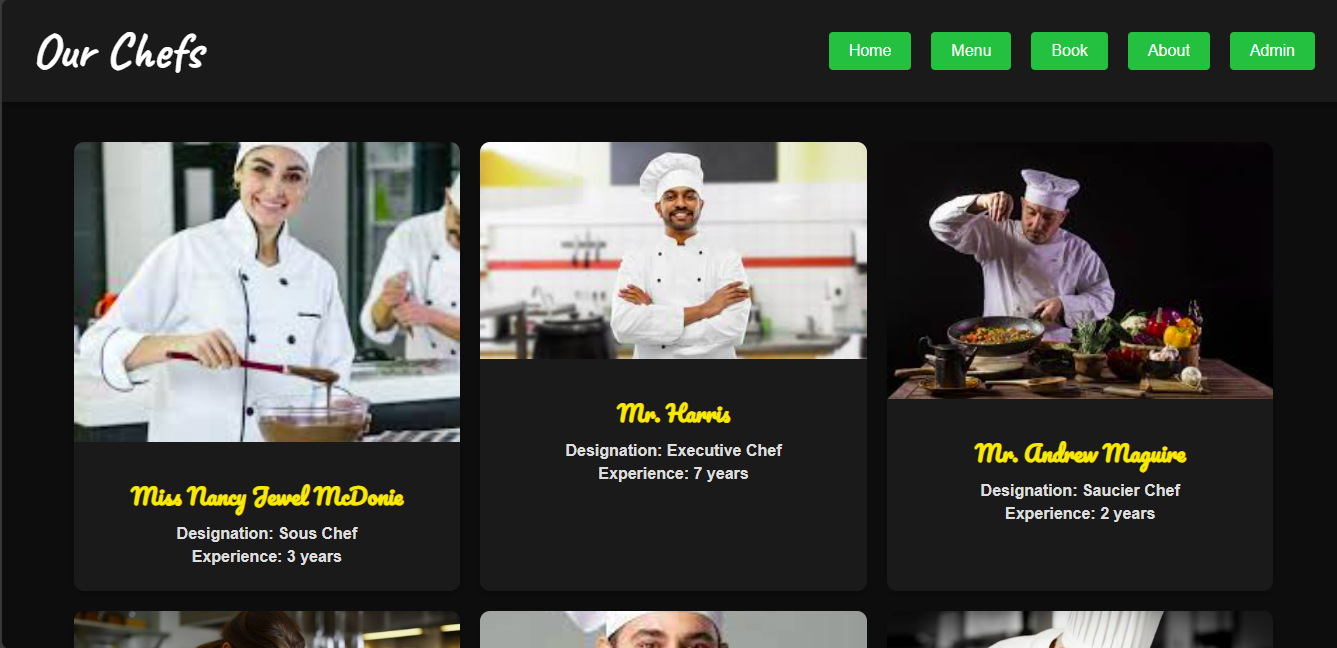 Our Chefs
Home
Menu
Book
About
Admin
Miss Nancy Jewel McDonie
Designation: Sous Chef
Experience: 3 years
Mr. Harris
Designation: Executive Chef
Experience: 7 years
Mr. Andrew Maguire
Designation: Saucier Chef
Experience: 2 years